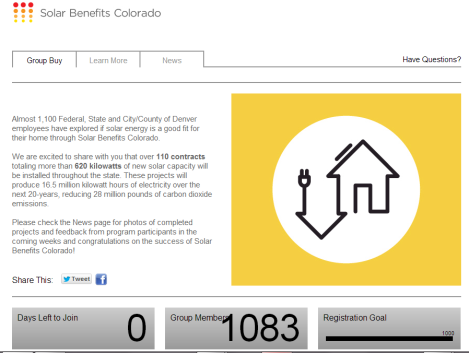 Solar Benefits Colorado
Group Buy Learn More News Have Questions?
Almost 1,100 Federal, State and City/County of Denver
employees have explored if solar energy is a good fit for
their home through Solar Benefits Colorado.
We are excited to share with you that over 110 contracts
totaling more than 620 kilowatts of new solar capacity will
be installed throughout the state. These projects will
produce 16.5 million kilowatt hours of electricity over the
next 20-years, reducing 28 million pounds of carbon dioxide
emissions.
Please check the News page for photos of completed
projects and feedback from program participants in the
coming weeks and congratulations on the success of Solar
Benefits Colorado!
Share This: Tweet f
Days Left to Join 0
Group Members 1083
Registration Goal
1000